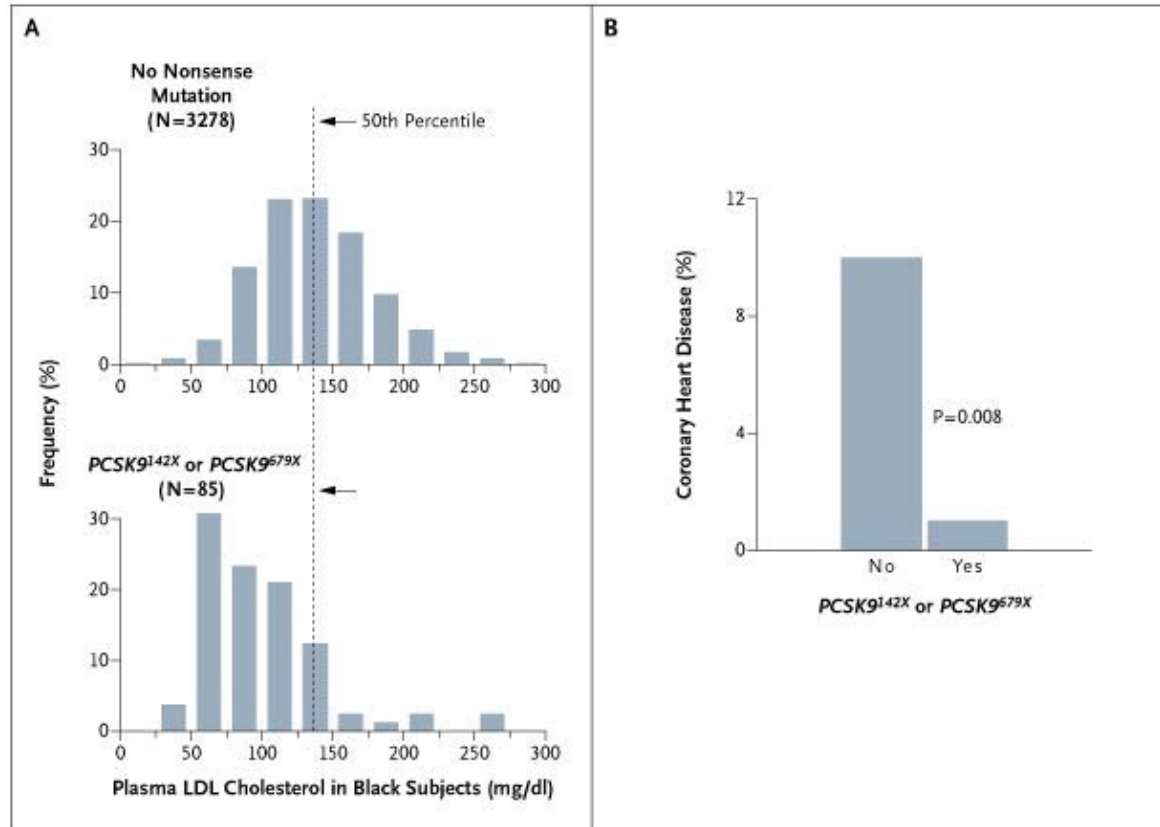 A
No Nonsense
Mutation
(N=3278)
50th Percentile
30
20
10
0
0 50 100 150 200 250 300
Frequency (%)
PCSK9¹⁴²ˣ or PCSK9⁶⁷⁹ˣ
(N=85)
30
20
10
0
0 50 100 150 200 250 300
Plasma LDL Cholesterol in Black Subjects (mg/dl)
B
12
8
4
0
Coronary Heart Disease (%)
P=0.008
No Yes
PCSK9¹⁴²ˣ or PCSK9⁶⁷⁹ˣ